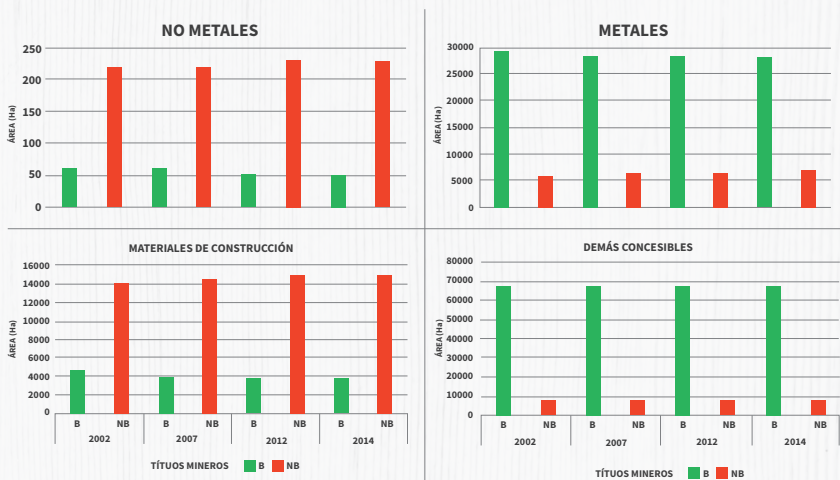 NO METALES
250
200
150
100
50
0
ÁREA (Ha)
METALES
30000
25000
20000
15000
10000
5000
0
ÁREA (Ha)
MATERIALES DE CONSTRUCCIÓN
16000
14000
12000
10000
8000
6000
4000
2000
0
ÁREA (Ha)
B NB B NB B NB B NB
2002 2007 2012 2014
TÍTUOS MINEROS B NB
DEMÁS CONCESIBLES
80000
70000
60000
50000
40000
30000
20000
10000
0
ÁREA (Ha)
B NB B NB B NB B NB
2002 2007 2012 2014
TÍTUOS MINEROS B NB